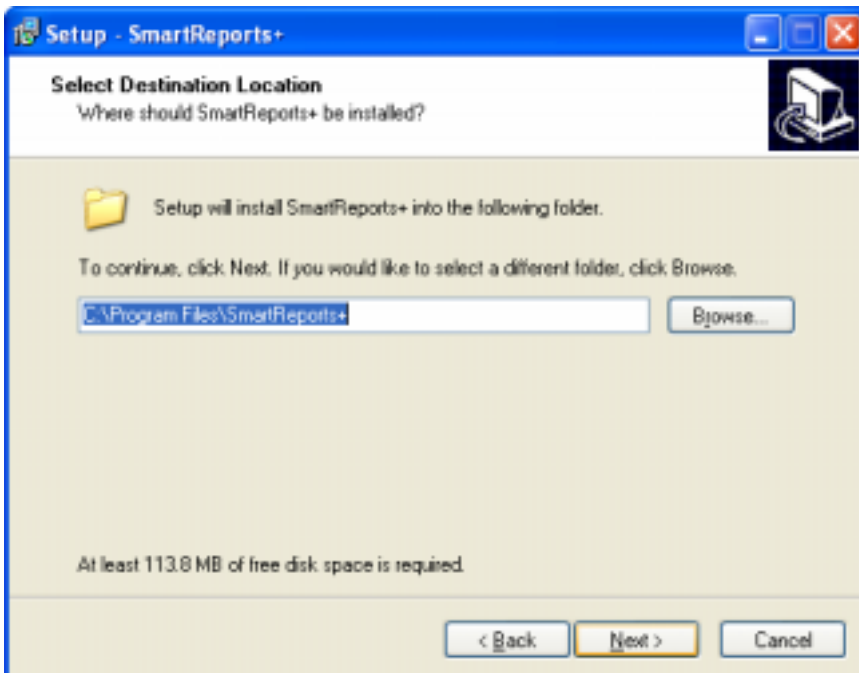 Setup - SmartReports+
Select Destination Location
Where should SmartReports+ be installed?
Setup will install SmartReports+ into the following folder.
To continue, click Next. If you would like to select a different folder, click Browse.
C:\Program Files\SmartReports+
Browse...
At least 113.8 MB of free disk space is required.
< Back
Next >
Cancel